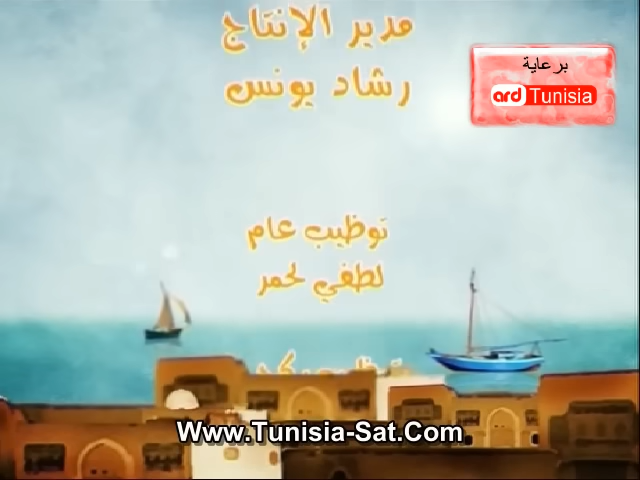 مدير الإنتاج
رشاد يونس
برعاية
ard Tunisia
توظيب عام
لطفي لحمر
Www.Tunisia-Sat.Com